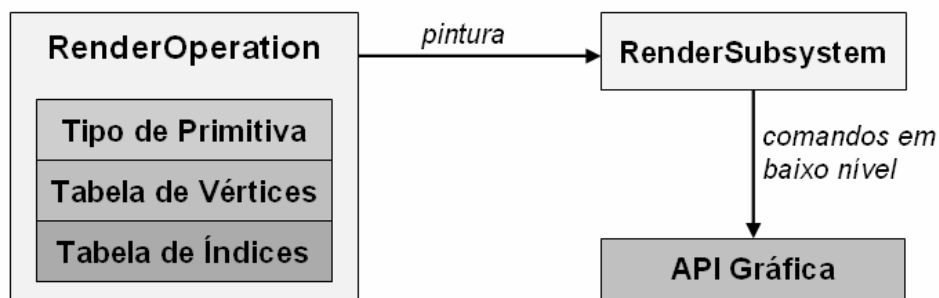 RenderOperation
Tipo de Primitiva
Tabela de Vértices
Tabela de Índices
pintura
RenderSubsystem
comandos em
baixo nível
API Gráfica